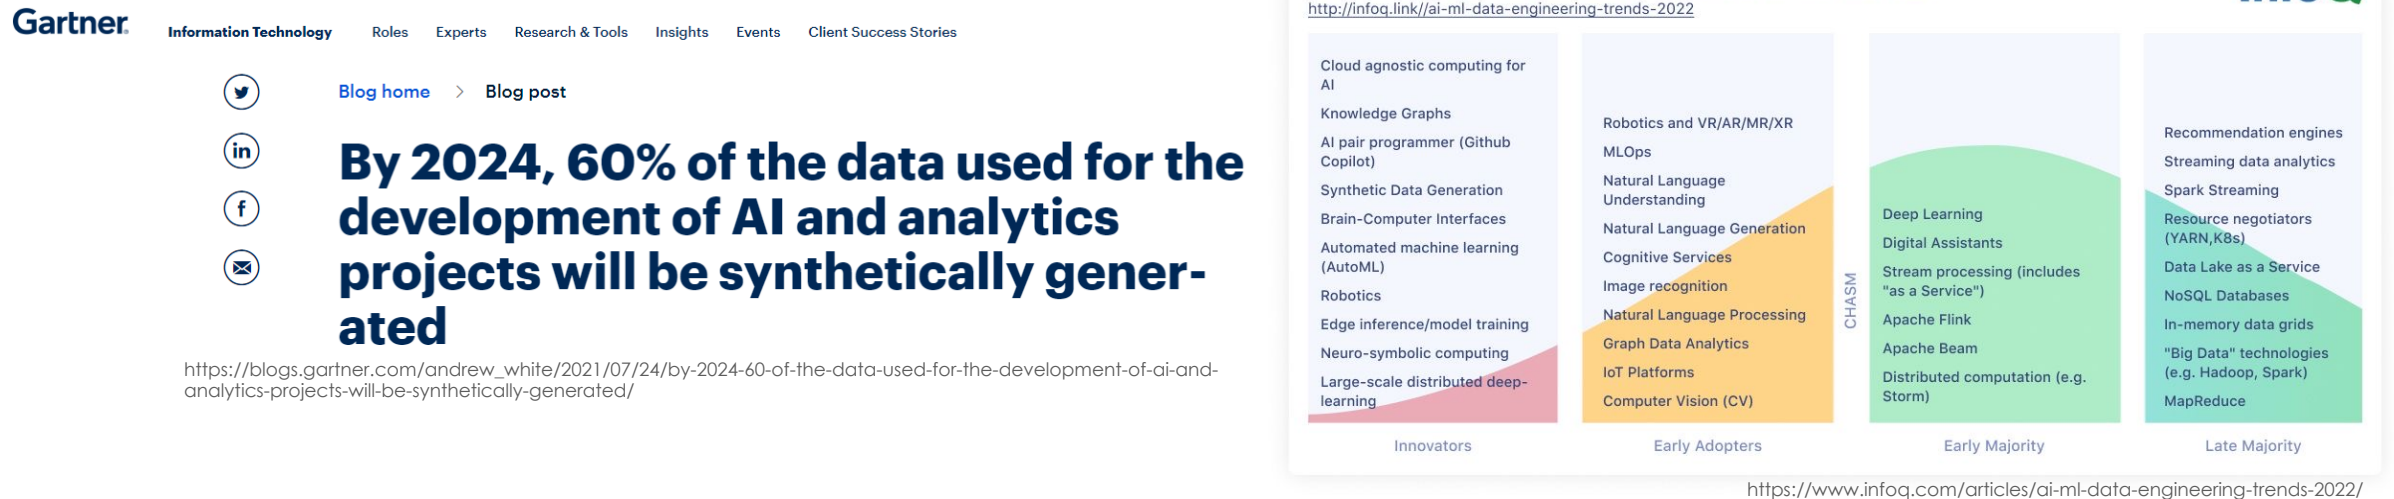 Gartner
Information Technology Roles Experts Research & Tools Insights Events Client Success Stories
Blog home > Blog post
By 2024, 60% of the data used for the
development of AI and analytics
projects will be synthetically gener-
ated
https://blogs.gartner.com/andrew_white/2021/07/24/by-2024-60-of-the-data-used-for-the-development-of-ai-and-
analytics-projects-will-be-synthetically-generated/
http://infoq.link//ai-ml-data-engineering-trends-2022
Cloud agnostic computing for
AI
Knowledge Graphs
AI pair programmer (Github
Copilot)
Synthetic Data Generation
Brain-Computer Interfaces
Automated machine learning
(AutoML)
Robotics
Edge inference/model training
Neuro-symbolic computing
Large-scale distributed deep-
learning
Innovators
Robotics and VR/AR/MR/XR
MLOps
Natural Language
Understanding
Natural Language Generation
Cognitive Services
Image recognition
Natural Language Processing
Graph Data Analytics
IoT Platforms
Computer Vision (CV)
Early Adopters
CHASM
Deep Learning
Digital Assistants
Stream processing (includes
"as a Service")
Apache Flink
Apache Beam
Distributed computation (e.g.
Storm)
Early Majority
Recommendation engines
Streaming data analytics
Spark Streaming
Resource negotiators
(YARN,K8s)
Data Lake as a Service
NoSQL Databases
In-memory data grids
"Big Data" technologies
(e.g. Hadoop, Spark)
MapReduce
Late Majority
https://www.infoq.com/articles/ai-ml-data-engineering-trends-2022/